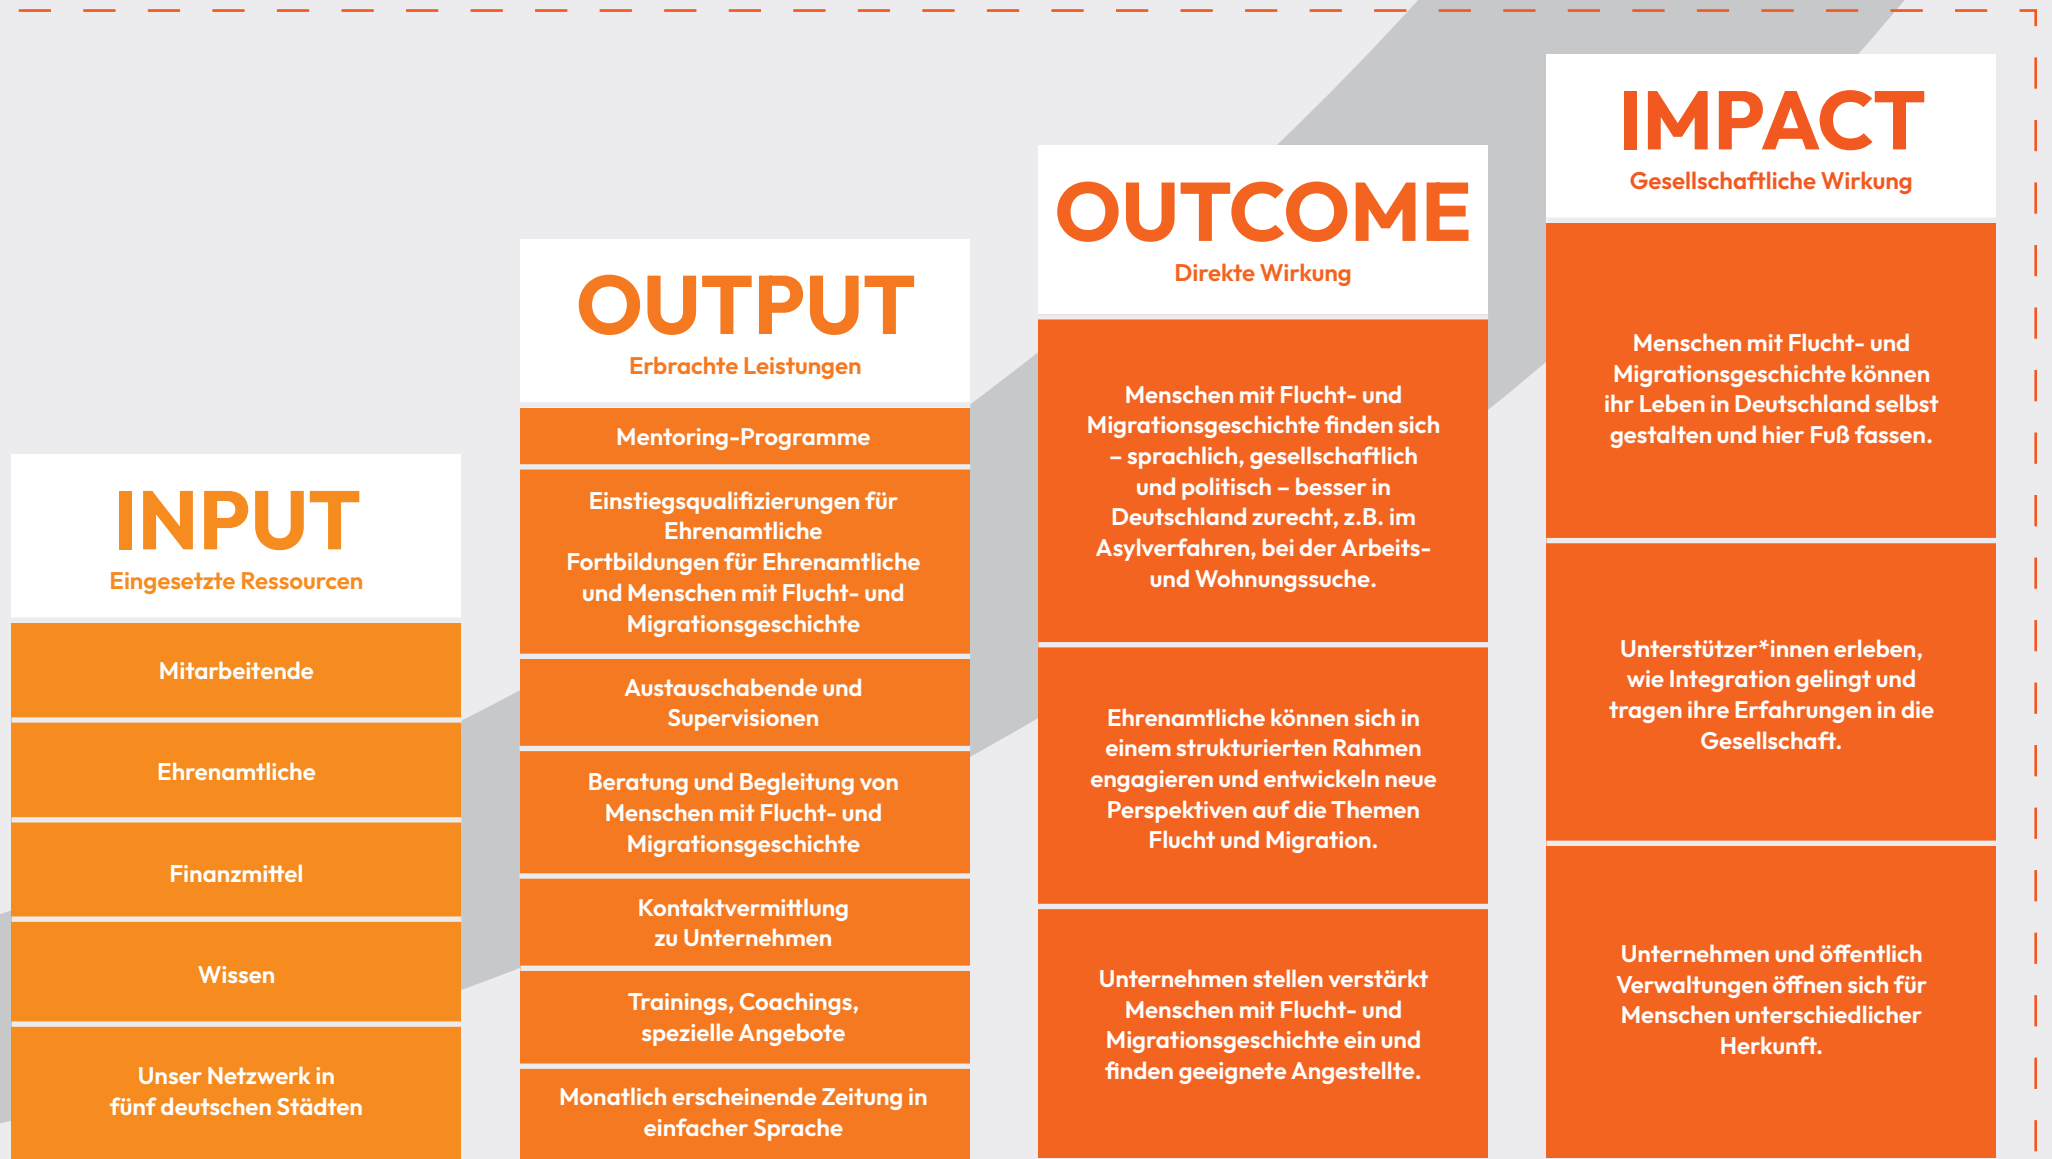 INPUT
Eingesetzte Ressourcen
Mitarbeitende
Ehrenamtliche
Finanzmittel
Wissen
Unser Netzwerk in
fünf deutschen Städten
OUTPUT
Erbrachte Leistungen
Mentoring-Programme
Einstiegsqualifizierungen für
Ehrenamtliche
Fortbildungen für Ehrenamtliche
und Menschen mit Flucht- und
Migrationsgeschichte
Austauschabende und
Supervisionen
Beratung und Begleitung von
Menschen mit Flucht- und
Migrationsgeschichte
Kontaktvermittlung
zu Unternehmen
Trainings, Coachings,
spezielle Angebote
Monatlich erscheinende Zeitung in
einfacher Sprache
OUTCOME
Direkte Wirkung
Menschen mit Flucht- und
Migrationsgeschichte finden sich
– sprachlich, gesellschaftlich
und politisch – besser in
Deutschland zurecht, z.B. im
Asylverfahren, bei der Arbeits-
und Wohnungssuche.
Ehrenamtliche können sich in
einem strukturierten Rahmen
engagieren und entwickeln neue
Perspektiven auf die Themen
Flucht und Migration.
Unternehmen stellen verstärkt
Menschen mit Flucht- und
Migrationsgeschichte ein und
finden geeignete Angestellte.
IMPACT
Gesellschaftliche Wirkung
Menschen mit Flucht- und
Migrationsgeschichte können
ihr Leben in Deutschland selbst
gestalten und hier Fuß fassen.
Unterstützer*innen erleben,
wie Integration gelingt und
tragen ihre Erfahrungen in die
Gesellschaft.
Unternehmen und öffentlich
Verwaltungen öffnen sich für
Menschen unterschiedlicher
Herkunft.